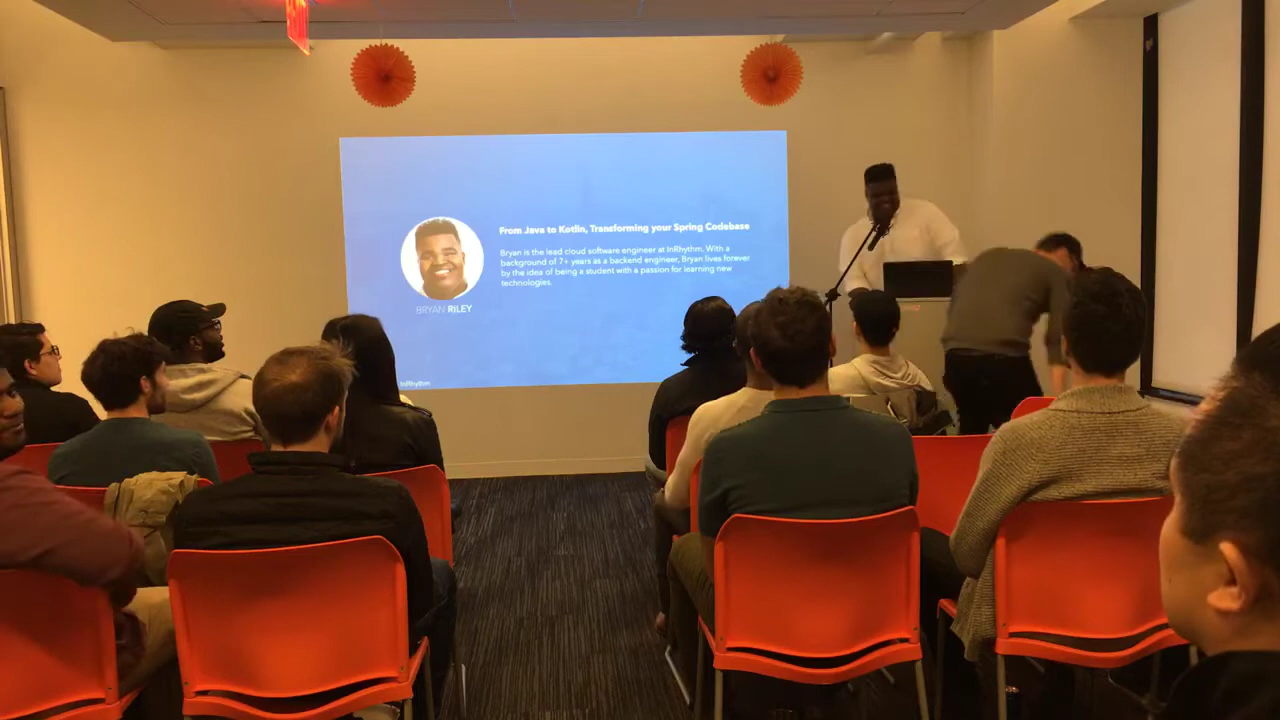 From Java to Kotlin, Transforming your Spring Codebase
Bryan is the lead cloud software engineer at InRhythm. With a
background of 7+ years as a backend engineer, Bryan lives forever
by the idea of being a student with a passion for learning new
technologies.
BRYAN RILEY
InRhythm